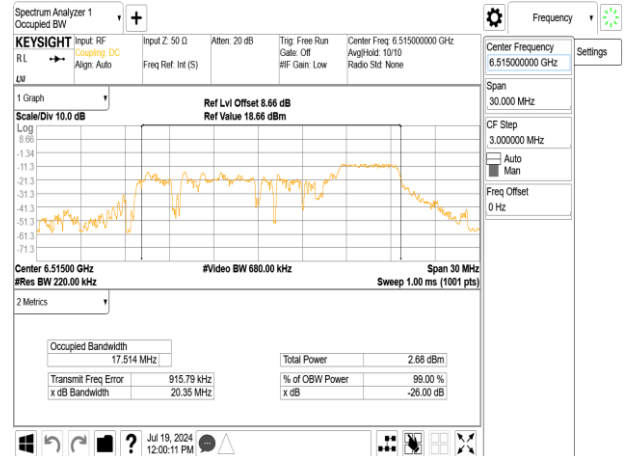 Spectrum Analyzer 1
Occupied BW
Frequency
KEYSIGHT
Input: RF
Coupling: DC
Align: Auto
Input Z: 50 Ω
Freq Ref: Int (S)
Atten: 20 dB
Trig: Free Run
Gate: Off
#IF Gain: Low
Center Freq: 6.515000000 GHz
Avg|Hold: 10/10
Radio Std: None
RL
Center Frequency
6.515000000 GHz
Settings
Span
30.000 MHz
CF Step
3.000000 MHz
Auto
Man
Freq Offset
0 Hz
1 Graph
Scale/Div 10.0 dB
Ref Lvl Offset 8.66 dB
Ref Value 18.66 dBm
Log
8.66
-1.34
-11.3
-21.3
-31.3
-41.3
-51.3
-61.3
-71.3
Center 6.51500 GHz
#Video BW 680.00 kHz
Span 30 MHz
#Res BW 220.00 kHz
Sweep 1.00 ms (1001 pts)
2 Metrics
Occupied Bandwidth
17.514 MHz
Total Power
2.68 dBm
Transmit Freq Error
915.79 kHz
% of OBW Power
99.00 %
x dB Bandwidth
20.35 MHz
x dB
-26.00 dB
?
Jul 19, 2024
12:00:11 PM